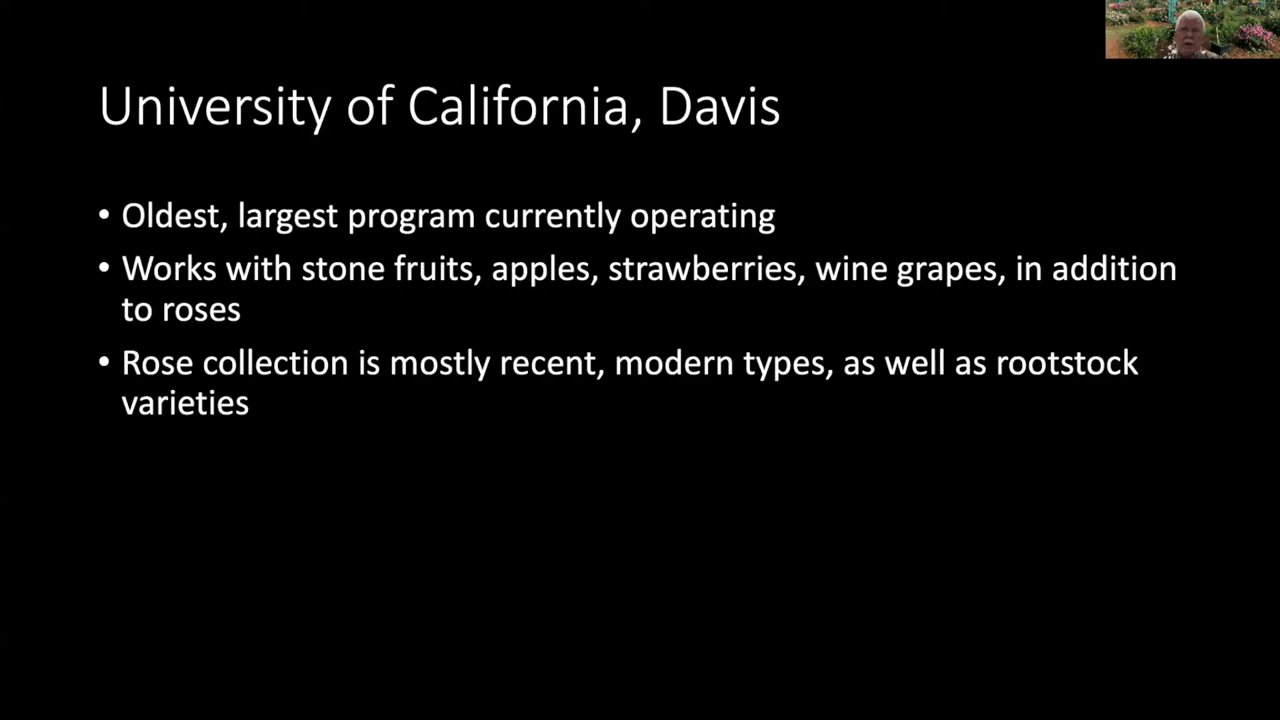 University of California, Davis
• Oldest, largest program currently operating
• Works with stone fruits, apples, strawberries, wine grapes, in addition
to roses
• Rose collection is mostly recent, modern types, as well as rootstock
varieties